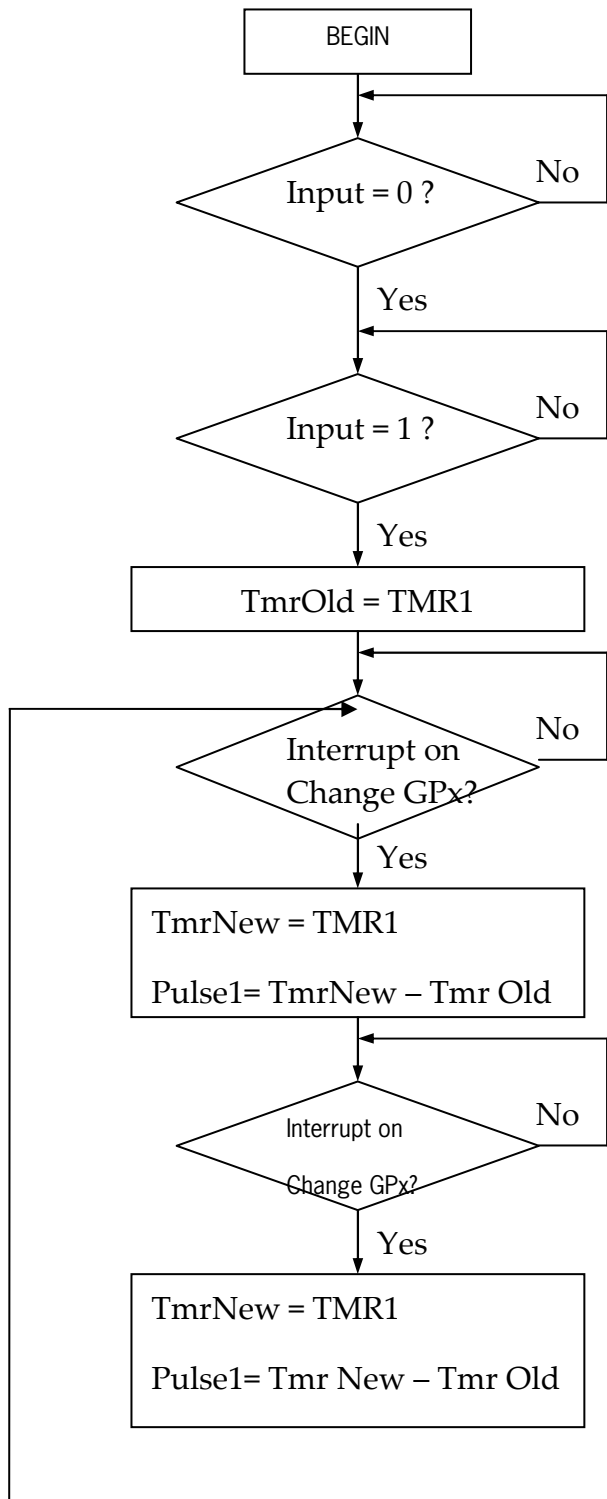 BEGIN
Input = 0 ?
No
Yes
Input = 1 ?
No
Yes
TmrOld = TMR1
Interrupt on
Change GPx?
No
Yes
TmrNew = TMR1
Pulse1= TmrNew – Tmr Old
Interrupt on
Change GPx?
No
Yes
TmrNew = TMR1
Pulse1= Tmr New – Tmr Old